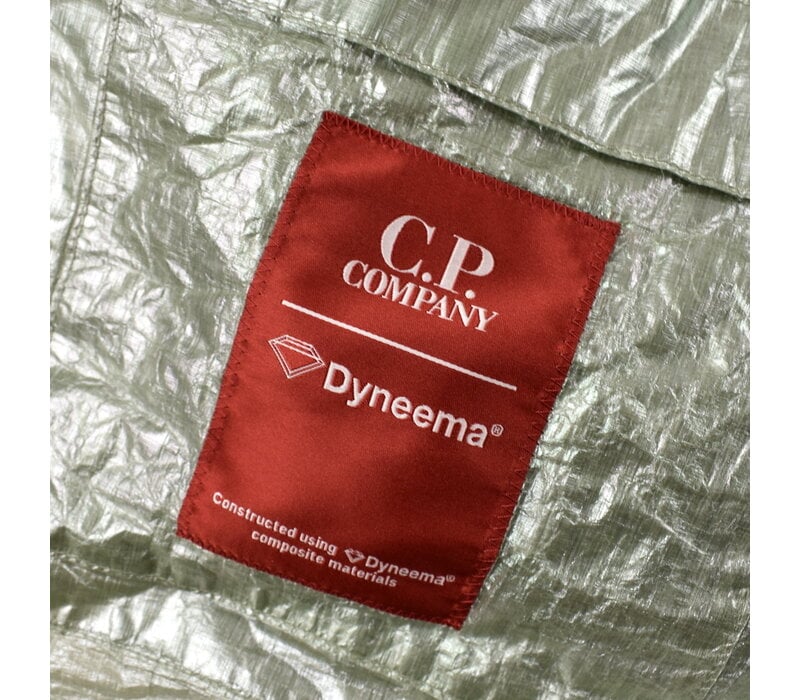 C.P.
COMPANY
Dyneema®
Constructed using Dyneema®
composite materials